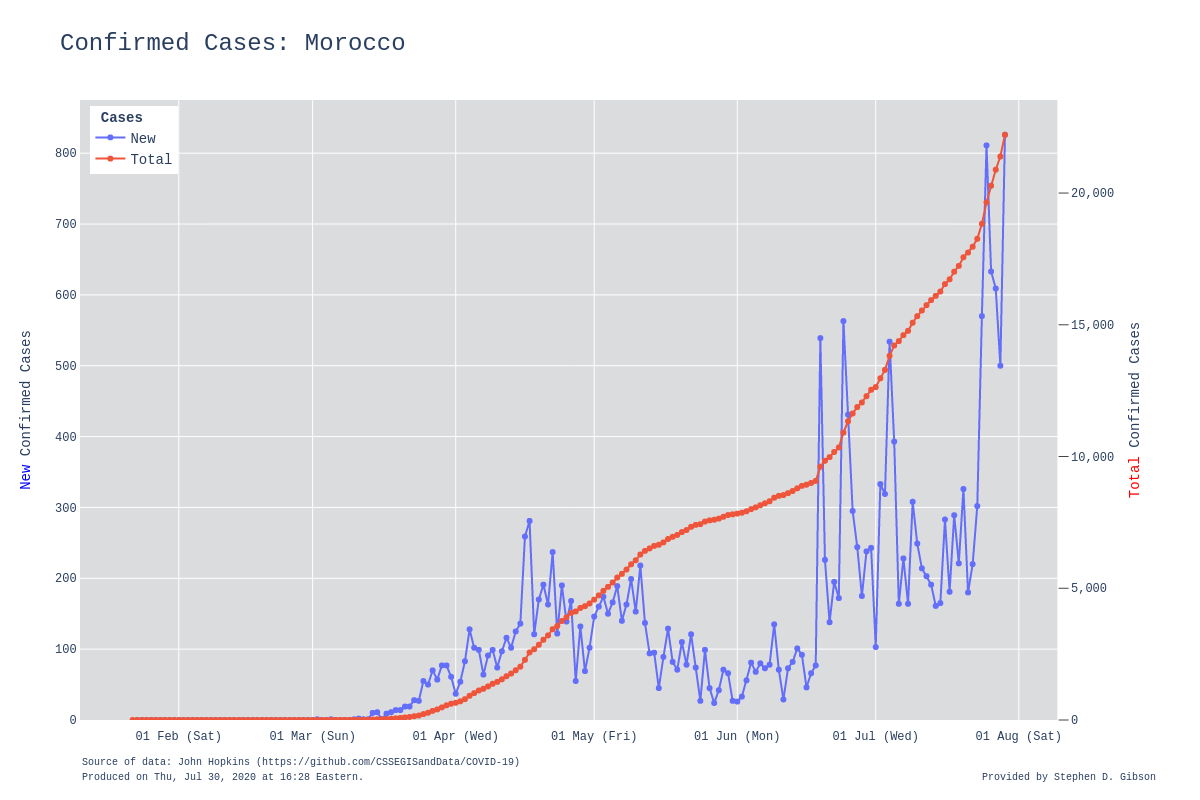 Confirmed Cases: Morocco
Cases
New
Total
800
700
600
500
400
300
200
100
0
New Confirmed Cases
20,000
15,000
10,000
5,000
0
Total Confirmed Cases
01 Feb (Sat)
01 Mar (Sun)
01 Apr (Wed)
01 May (Fri)
01 Jun (Mon)
01 Jul (Wed)
01 Aug (Sat)
Source of data: John Hopkins (https://github.com/CSSEGISandData/COVID-19)
Produced on Thu, Jul 30, 2020 at 16:28 Eastern.
Provided by Stephen D. Gibson